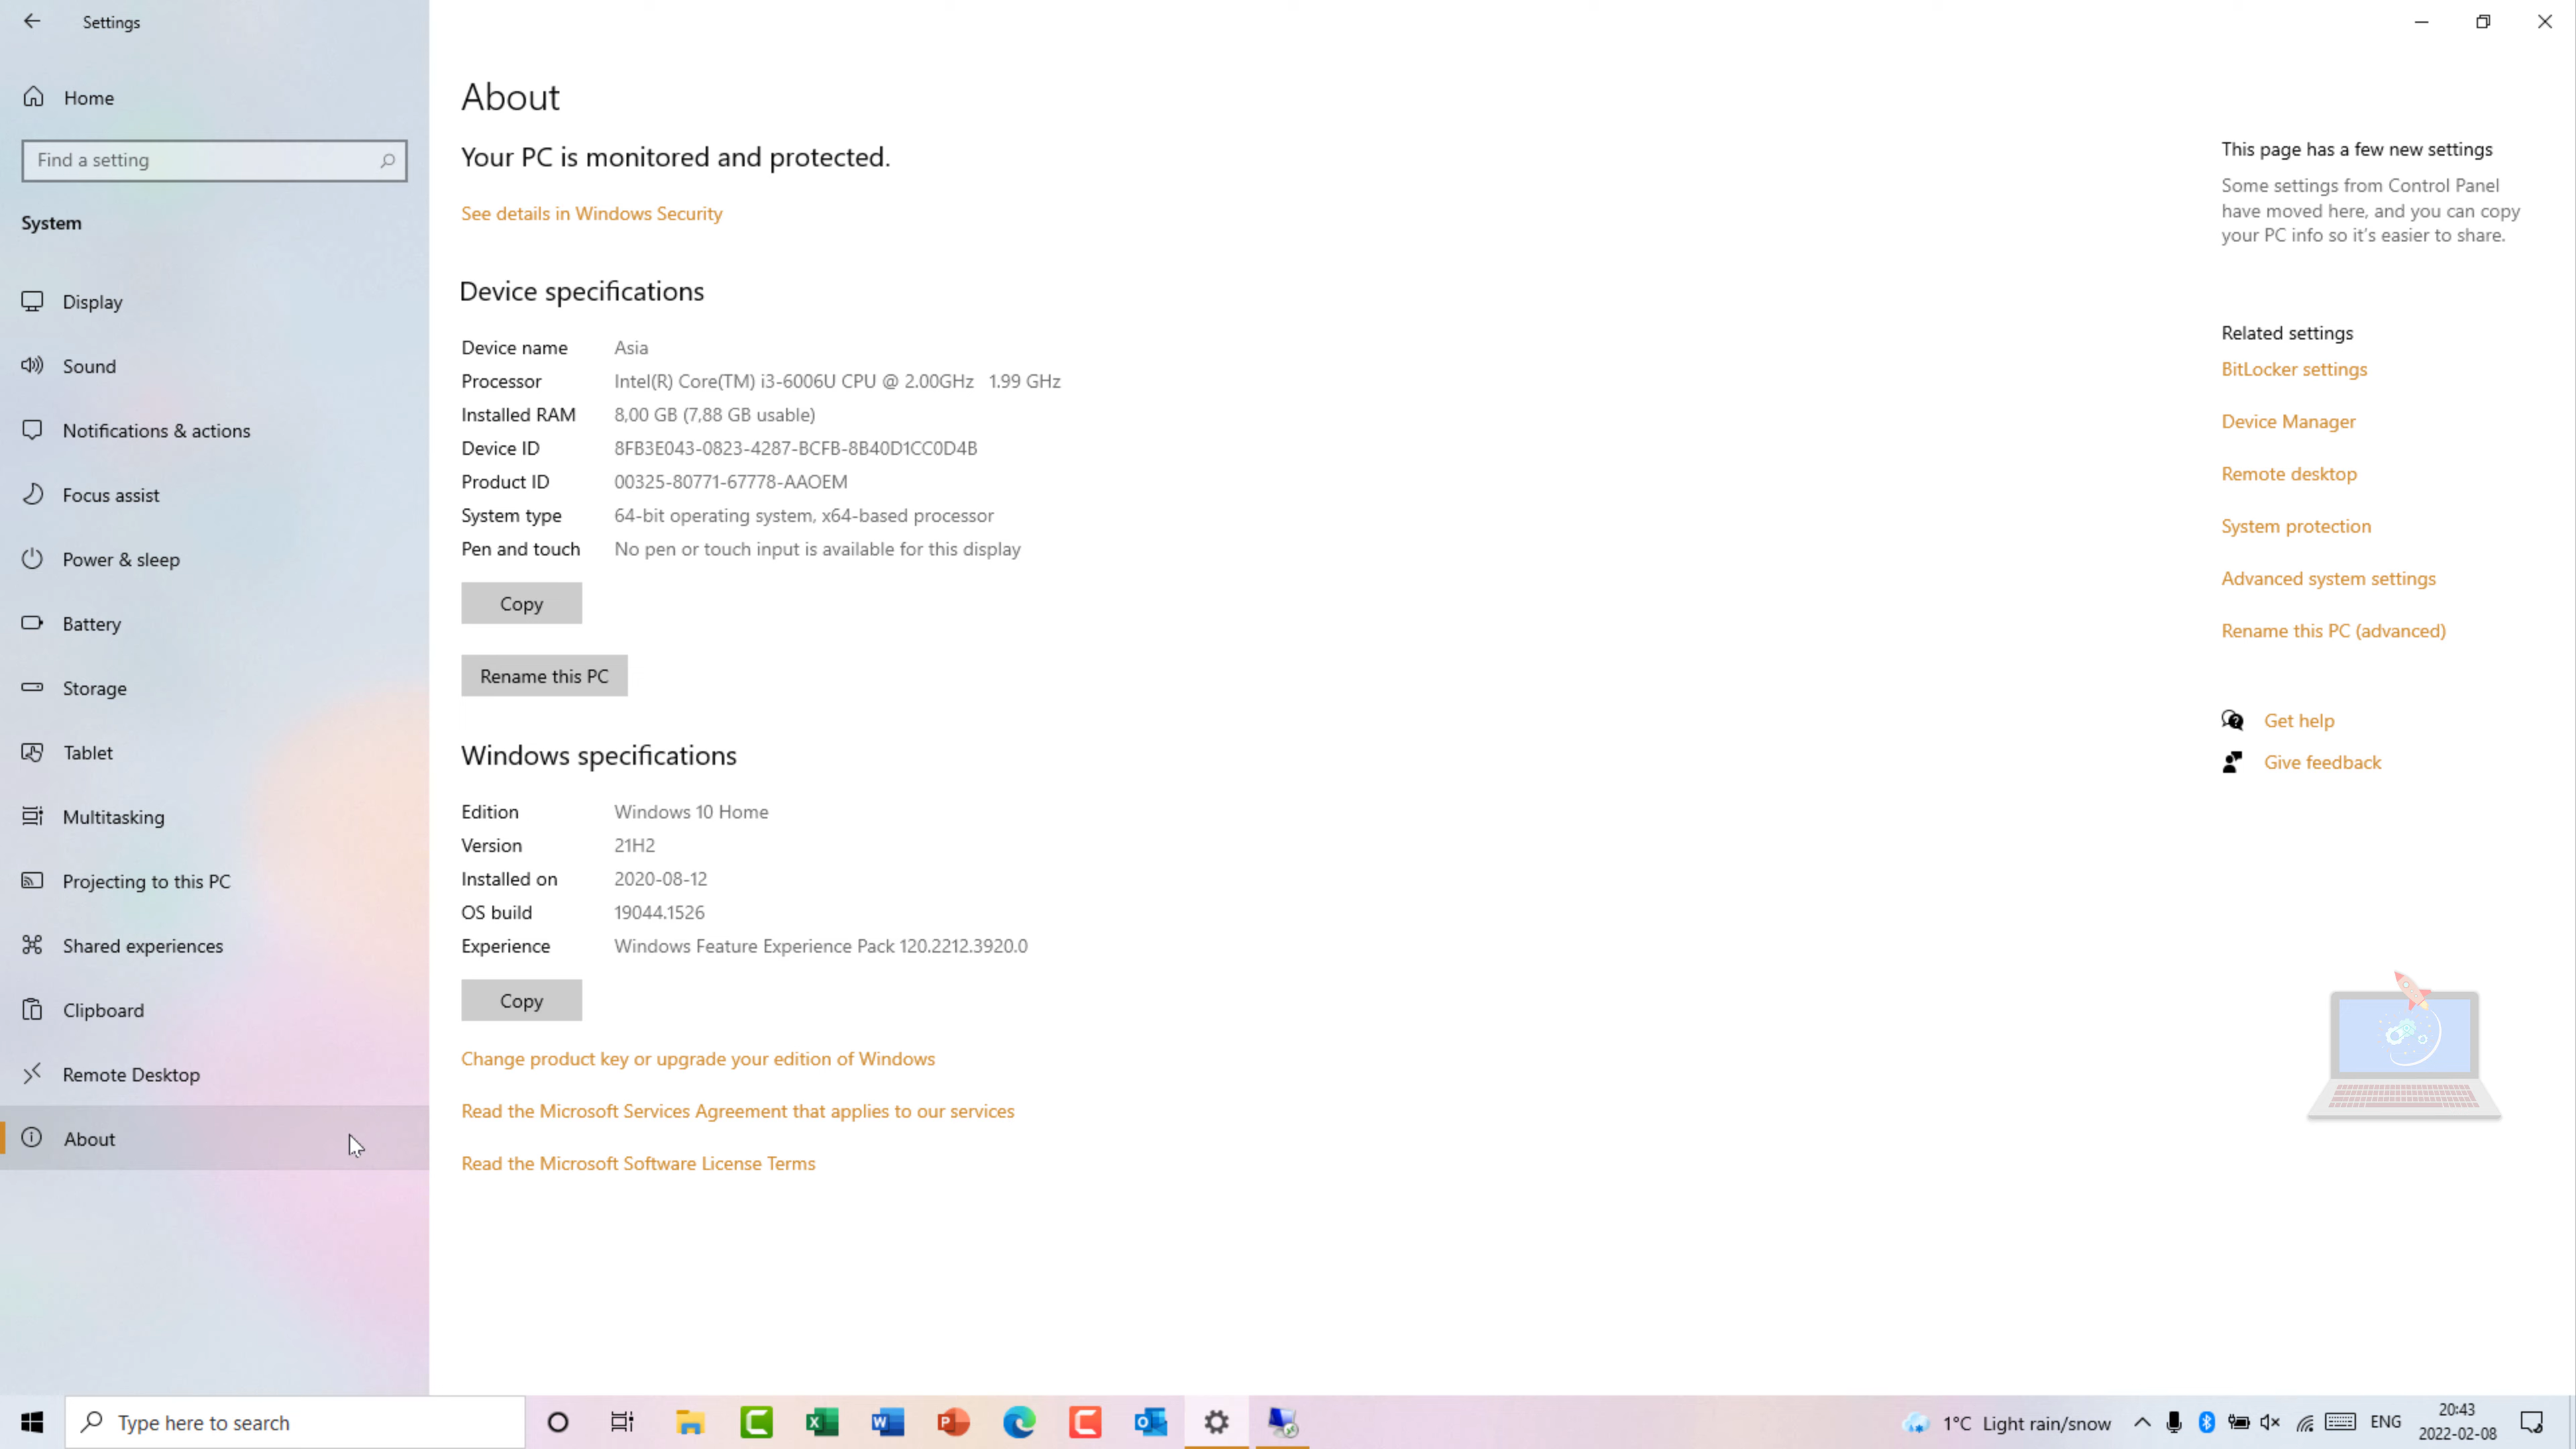 Settings
Home
Find a setting
System
Display
Sound
Notifications & actions
Focus assist
Power & sleep
Battery
Storage
Tablet
Multitasking
Projecting to this PC
Shared experiences
Clipboard
Remote Desktop
About
About
Your PC is monitored and protected.
See details in Windows Security
Device specifications
Device name Asia
Processor Intel(R) Core(TM) i3-6006U CPU @ 2.00GHz 1.99 GHz
Installed RAM 8,00 GB (7,88 GB usable)
Device ID 8FB3E043-0823-4287-BCFB-8B40D1CC0D4B
Product ID 00325-80771-67778-AAOEM
System type 64-bit operating system, x64-based processor
Pen and touch No pen or touch input is available for this display
Copy
Rename this PC
Windows specifications
Edition Windows 10 Home
Version 21H2
Installed on 2020-08-12
OS build 19044.1526
Experience Windows Feature Experience Pack 120.2212.3920.0
Copy
Change product key or upgrade your edition of Windows
Read the Microsoft Services Agreement that applies to our services
Read the Microsoft Software License Terms
This page has a few new settings
Some settings from Control Panel
have moved here, and you can copy
your PC info so it's easier to share.
Related settings
BitLocker settings
Device Manager
Remote desktop
System protection
Advanced system settings
Rename this PC (advanced)
Get help
Give feedback
Type here to search
1°C Light rain/snow
ENG
20:43
2022-02-08